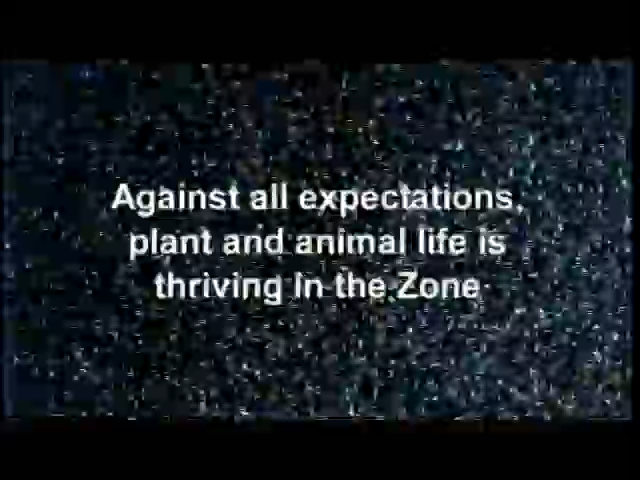 Against all expectations,
plant and animal life is
thriving in the Zone